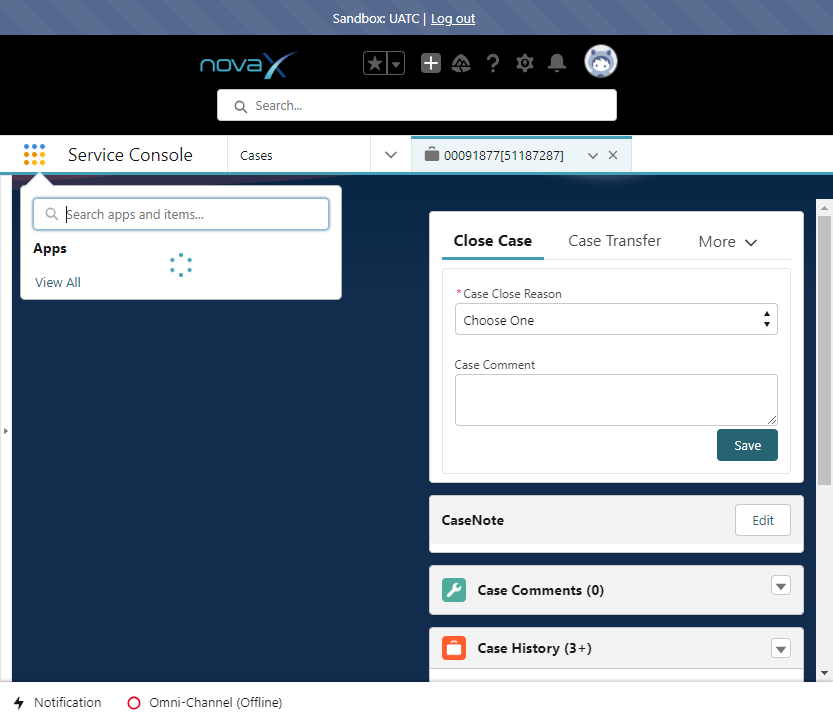 Sandbox: UATC | Log out
novaX
Search...
Service Console
Cases
00091877[51187287]
Search apps and items...
Apps
View All
Close Case
Case Transfer
More
*Case Close Reason
Choose One
Case Comment
Save
CaseNote
Edit
Case Comments (0)
Case History (3+)
Notification
Omni-Channel (Offline)